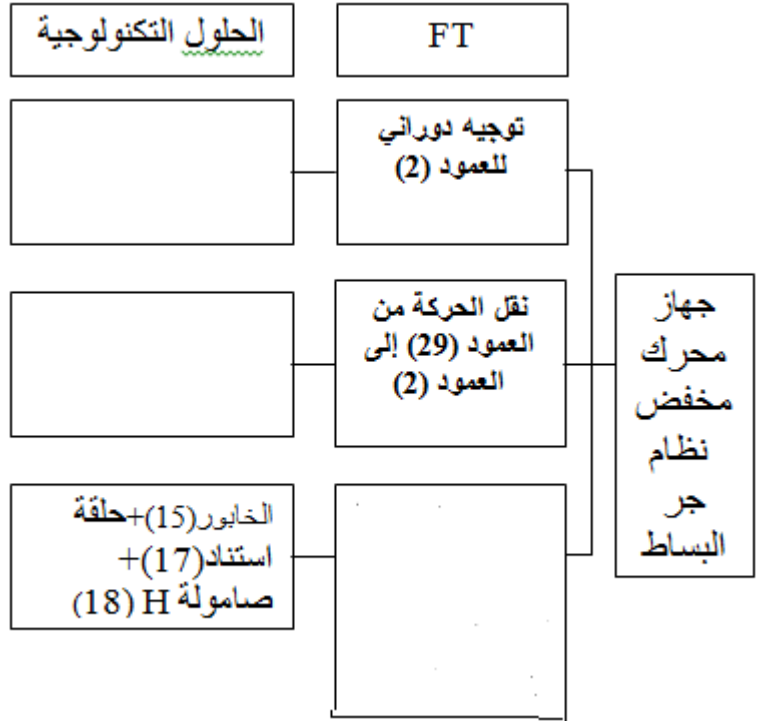 FT
الحلول التكنولوجية
توجيه دوراني
للعمود (2)
نقل الحركة من
العمود (29) إلى
العمود (2)
جهاز
محرك
مخفض
نظام
جر
البساط
الخابور(15)+حلقة
استناد(17)+
صامولة H (18)